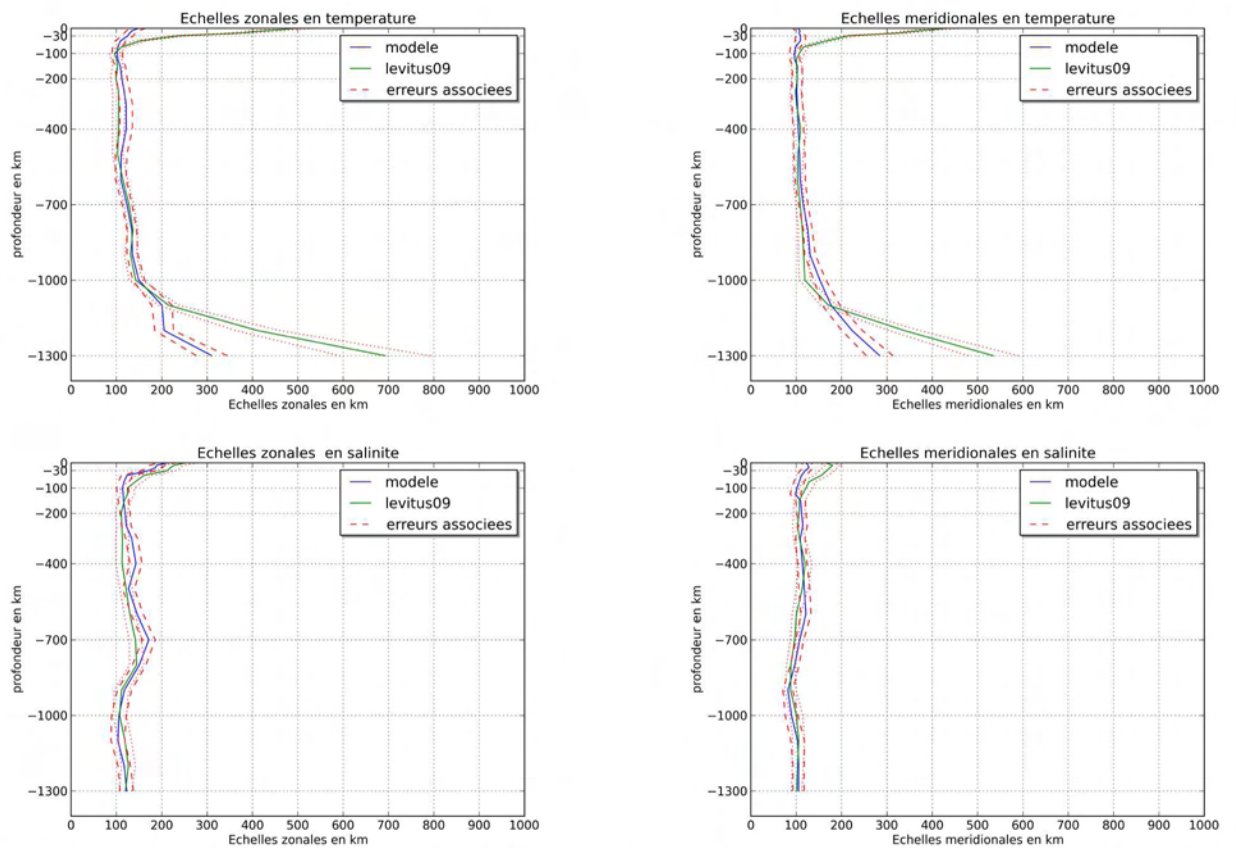 Echelles zonales en temperature
0
−30
−100
−200
−400
−700
−1000
−1300
profondeur en km
modele
levitus09
erreurs associees
0 100 200 300 400 500 600 700 800 900 1000
Echelles zonales en km
Echelles meridionales en temperature
0
−30
−100
−200
−400
−700
−1000
−1300
profondeur en km
modele
levitus09
erreurs associees
0 100 200 300 400 500 600 700 800 900 1000
Echelles meridionales en km
Echelles zonales en salinite
0
−30
−100
−200
−400
−700
−1000
−1300
profondeur en km
modele
levitus09
erreurs associees
0 100 200 300 400 500 600 700 800 900 1000
Echelles zonales en km
Echelles meridionales en salinite
0
−30
−100
−200
−400
−700
−1000
−1300
profondeur en km
modele
levitus09
erreurs associees
0 100 200 300 400 500 600 700 800 900 1000
Echelles meridionales en km